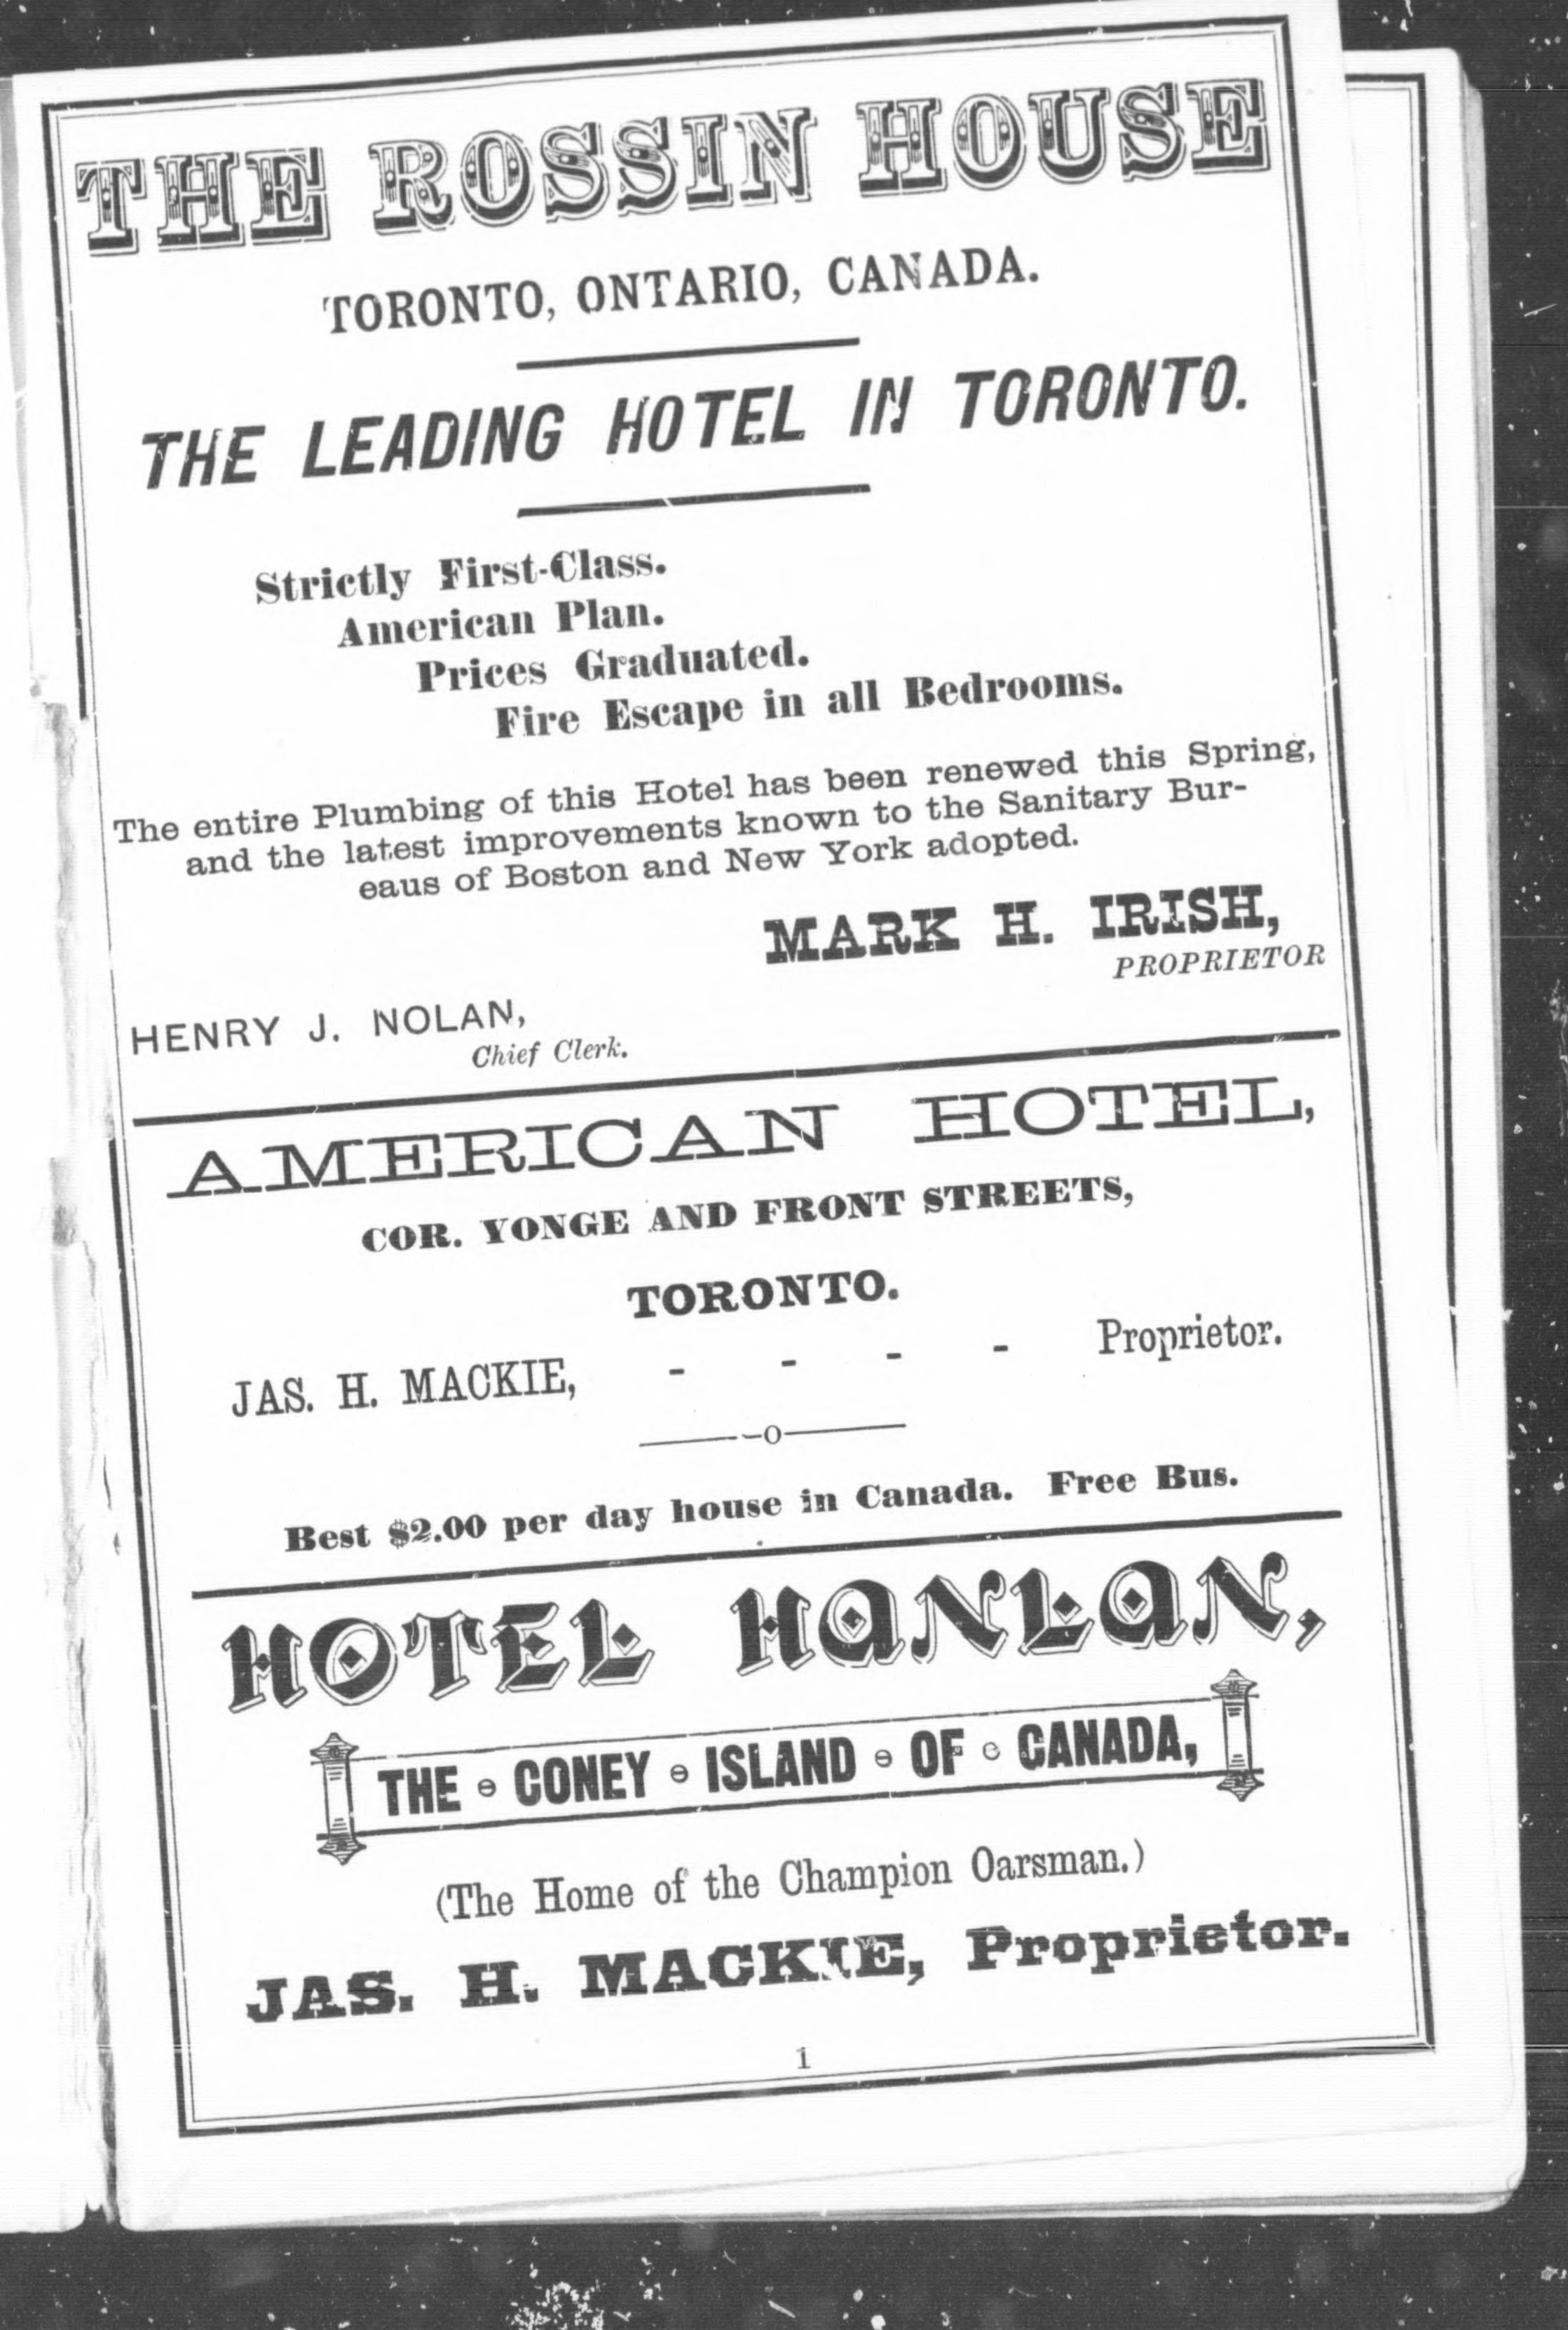 THE ROSSIN HOUSE
TORONTO, ONTARIO, CANADA.
THE LEADING HOTEL IN TORONTO.
Strictly First-Class.
American Plan.
Prices Graduated.
Fire Escape in all Bedrooms.
The entire Plumbing of this Hotel has been renewed this Spring,
and the latest improvements known to the Sanitary Bur-
eaus of Boston and New York adopted.
MARK H. IRISH,
PROPRIETOR
HENRY J. NOLAN,
Chief Clerk.
AMERICAN HOTEL,
COR. YONGE AND FRONT STREETS,
TORONTO.
JAS. H. MACKIE, - - - - Proprietor.
—o—
Best $2.00 per day house in Canada. Free Bus.
HOTEL HANLAN,
THE CONEY ISLAND OF CANADA,
(The Home of the Champion Oarsman.)
JAS. H. MACKIE, Proprietor.
1